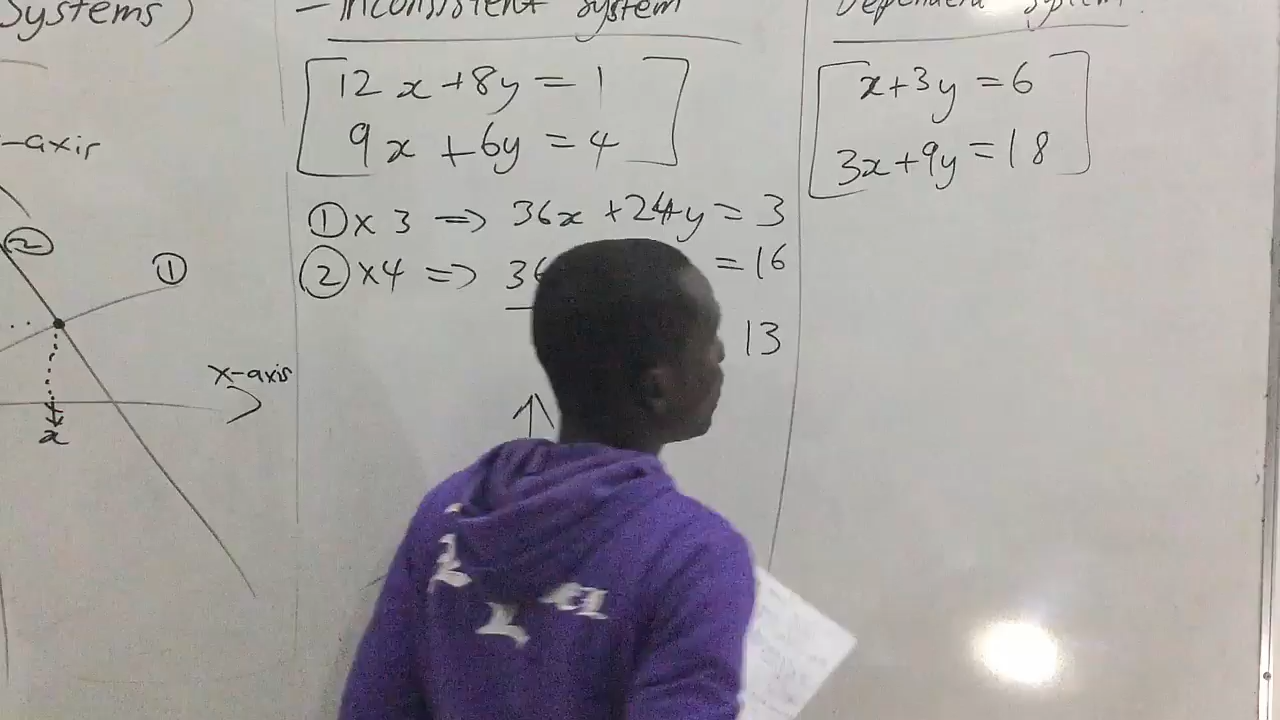 Systems)
-axis
②
①
x-axis
x
- Inconsistent system
12x + 8y = 1
9x + 6y = 4
① x 3 => 36x + 24y = 3
② x 4 => 36 = 16
13
Dependent system
x + 3y = 6
3x + 9y = 18